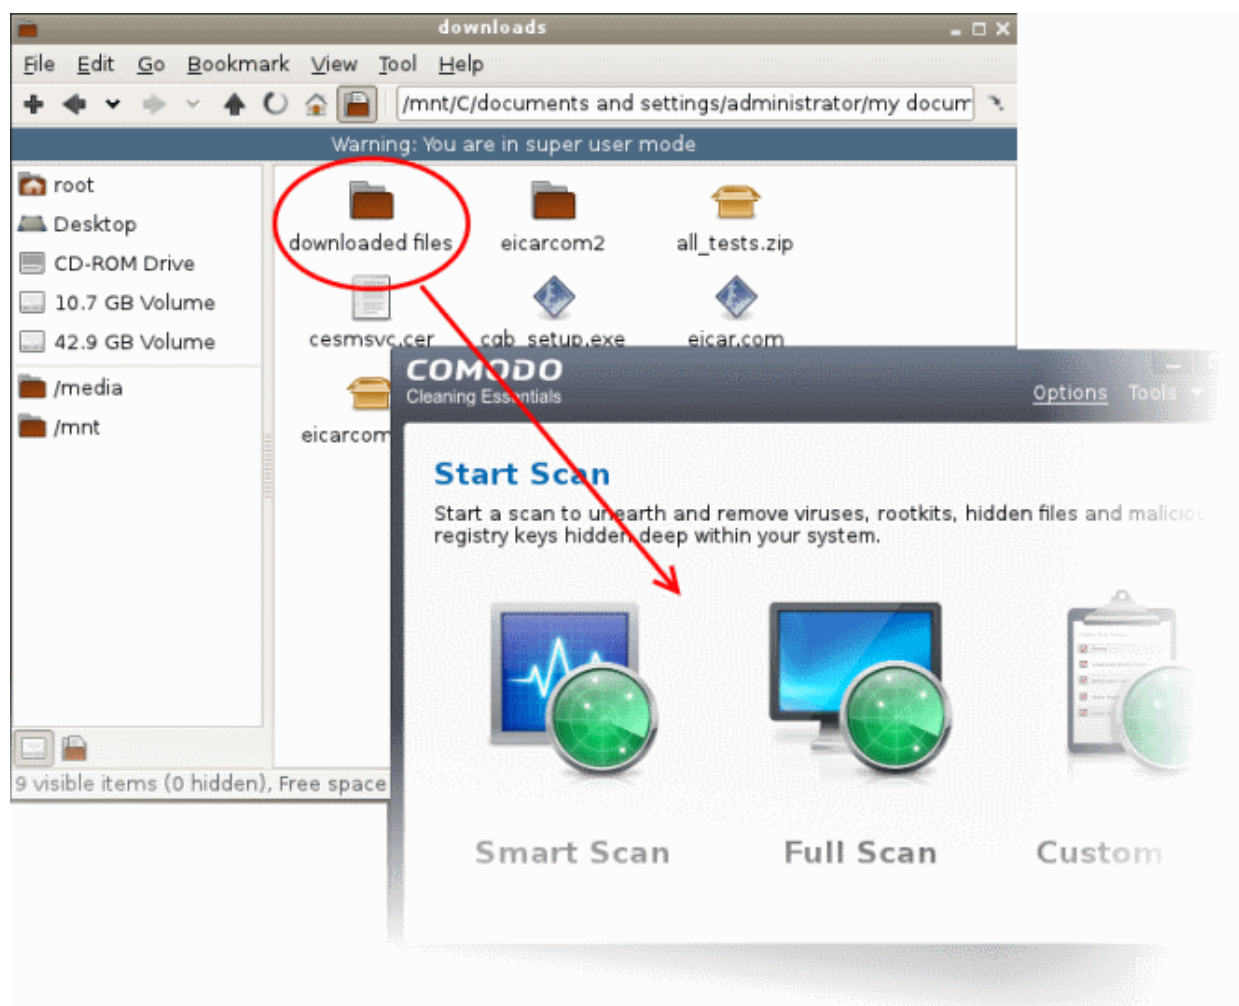 downloads
File Edit Go Bookmark View Tool Help
/mnt/C/documents and settings/administrator/my docum
Warning: You are in super user mode
root
Desktop
CD-ROM Drive
10.7 GB Volume
42.9 GB Volume
/media
/mnt
downloaded files eicarcom2 all_tests.zip
cesmsvc.cer cgb_setup.exe eicar.com
eicarcom
9 visible items (0 hidden), Free space
COMODO
Cleaning Essentials
Options Tools
Start Scan
Start a scan to unearth and remove viruses, rootkits, hidden files and maliciou
registry keys hidden deep within your system.
Smart Scan Full Scan Custom